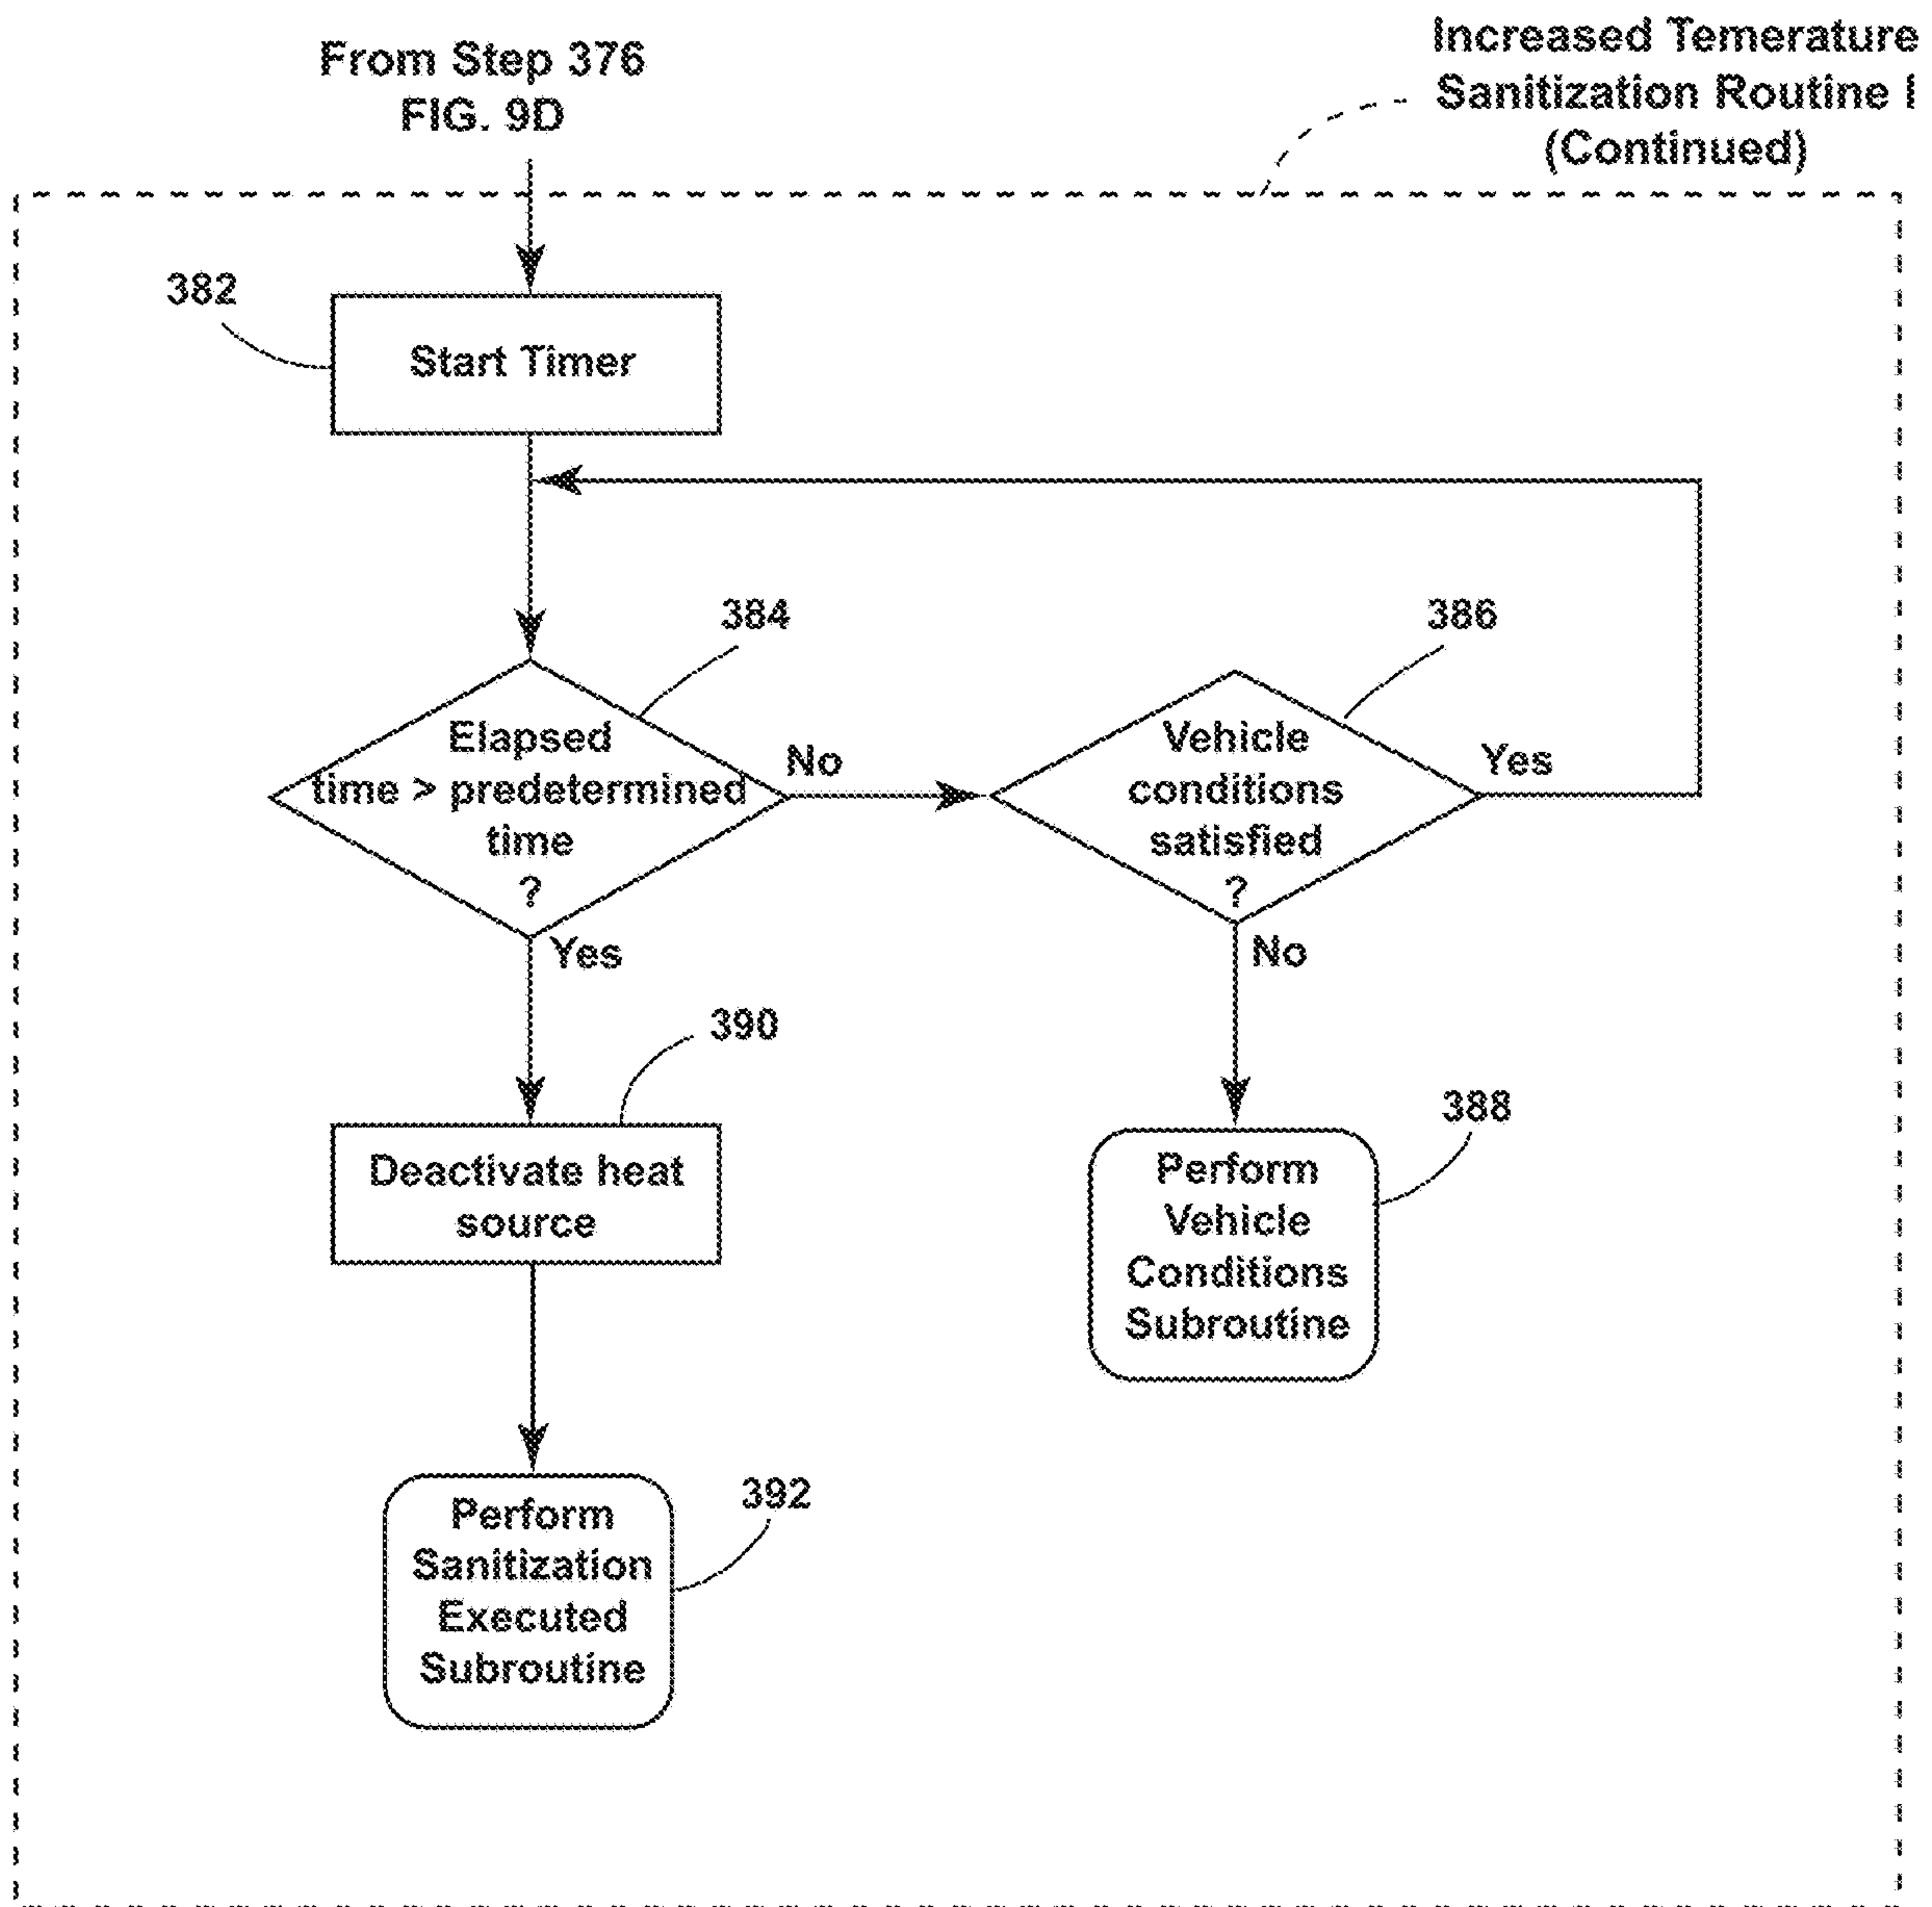 From Step 376
FIG. 9D
Increased Temerature
Sanitization Routine I
(Continued)
382
Start Timer
384
386
Elapsed
time > predetermined
time
?
No
Vehicle
conditions
satisfied
?
Yes
Yes
No
390
Deactivate heat
source
388
Perform
Vehicle
Conditions
Subroutine
392
Perform
Sanitization
Executed
Subroutine